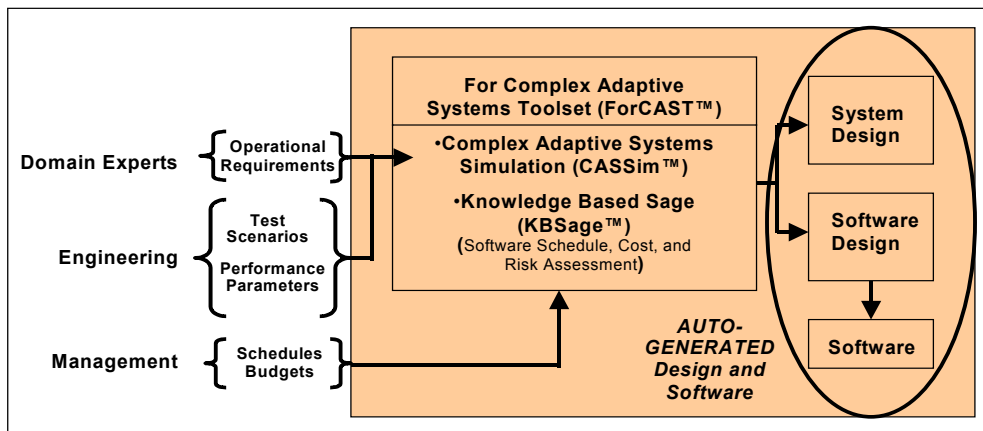 For Complex Adaptive
Systems Toolset (ForCAST™)
•Complex Adaptive Systems
Simulation (CASSim™)
•Knowledge Based Sage
(KBSage™)
(Software Schedule, Cost, and
Risk Assessment)
Domain Experts
Operational
Requirements
Engineering
Test
Scenarios
Performance
Parameters
Management
Schedules
Budgets
System
Design
Software
Design
Software
AUTO-
GENERATED
Design and
Software